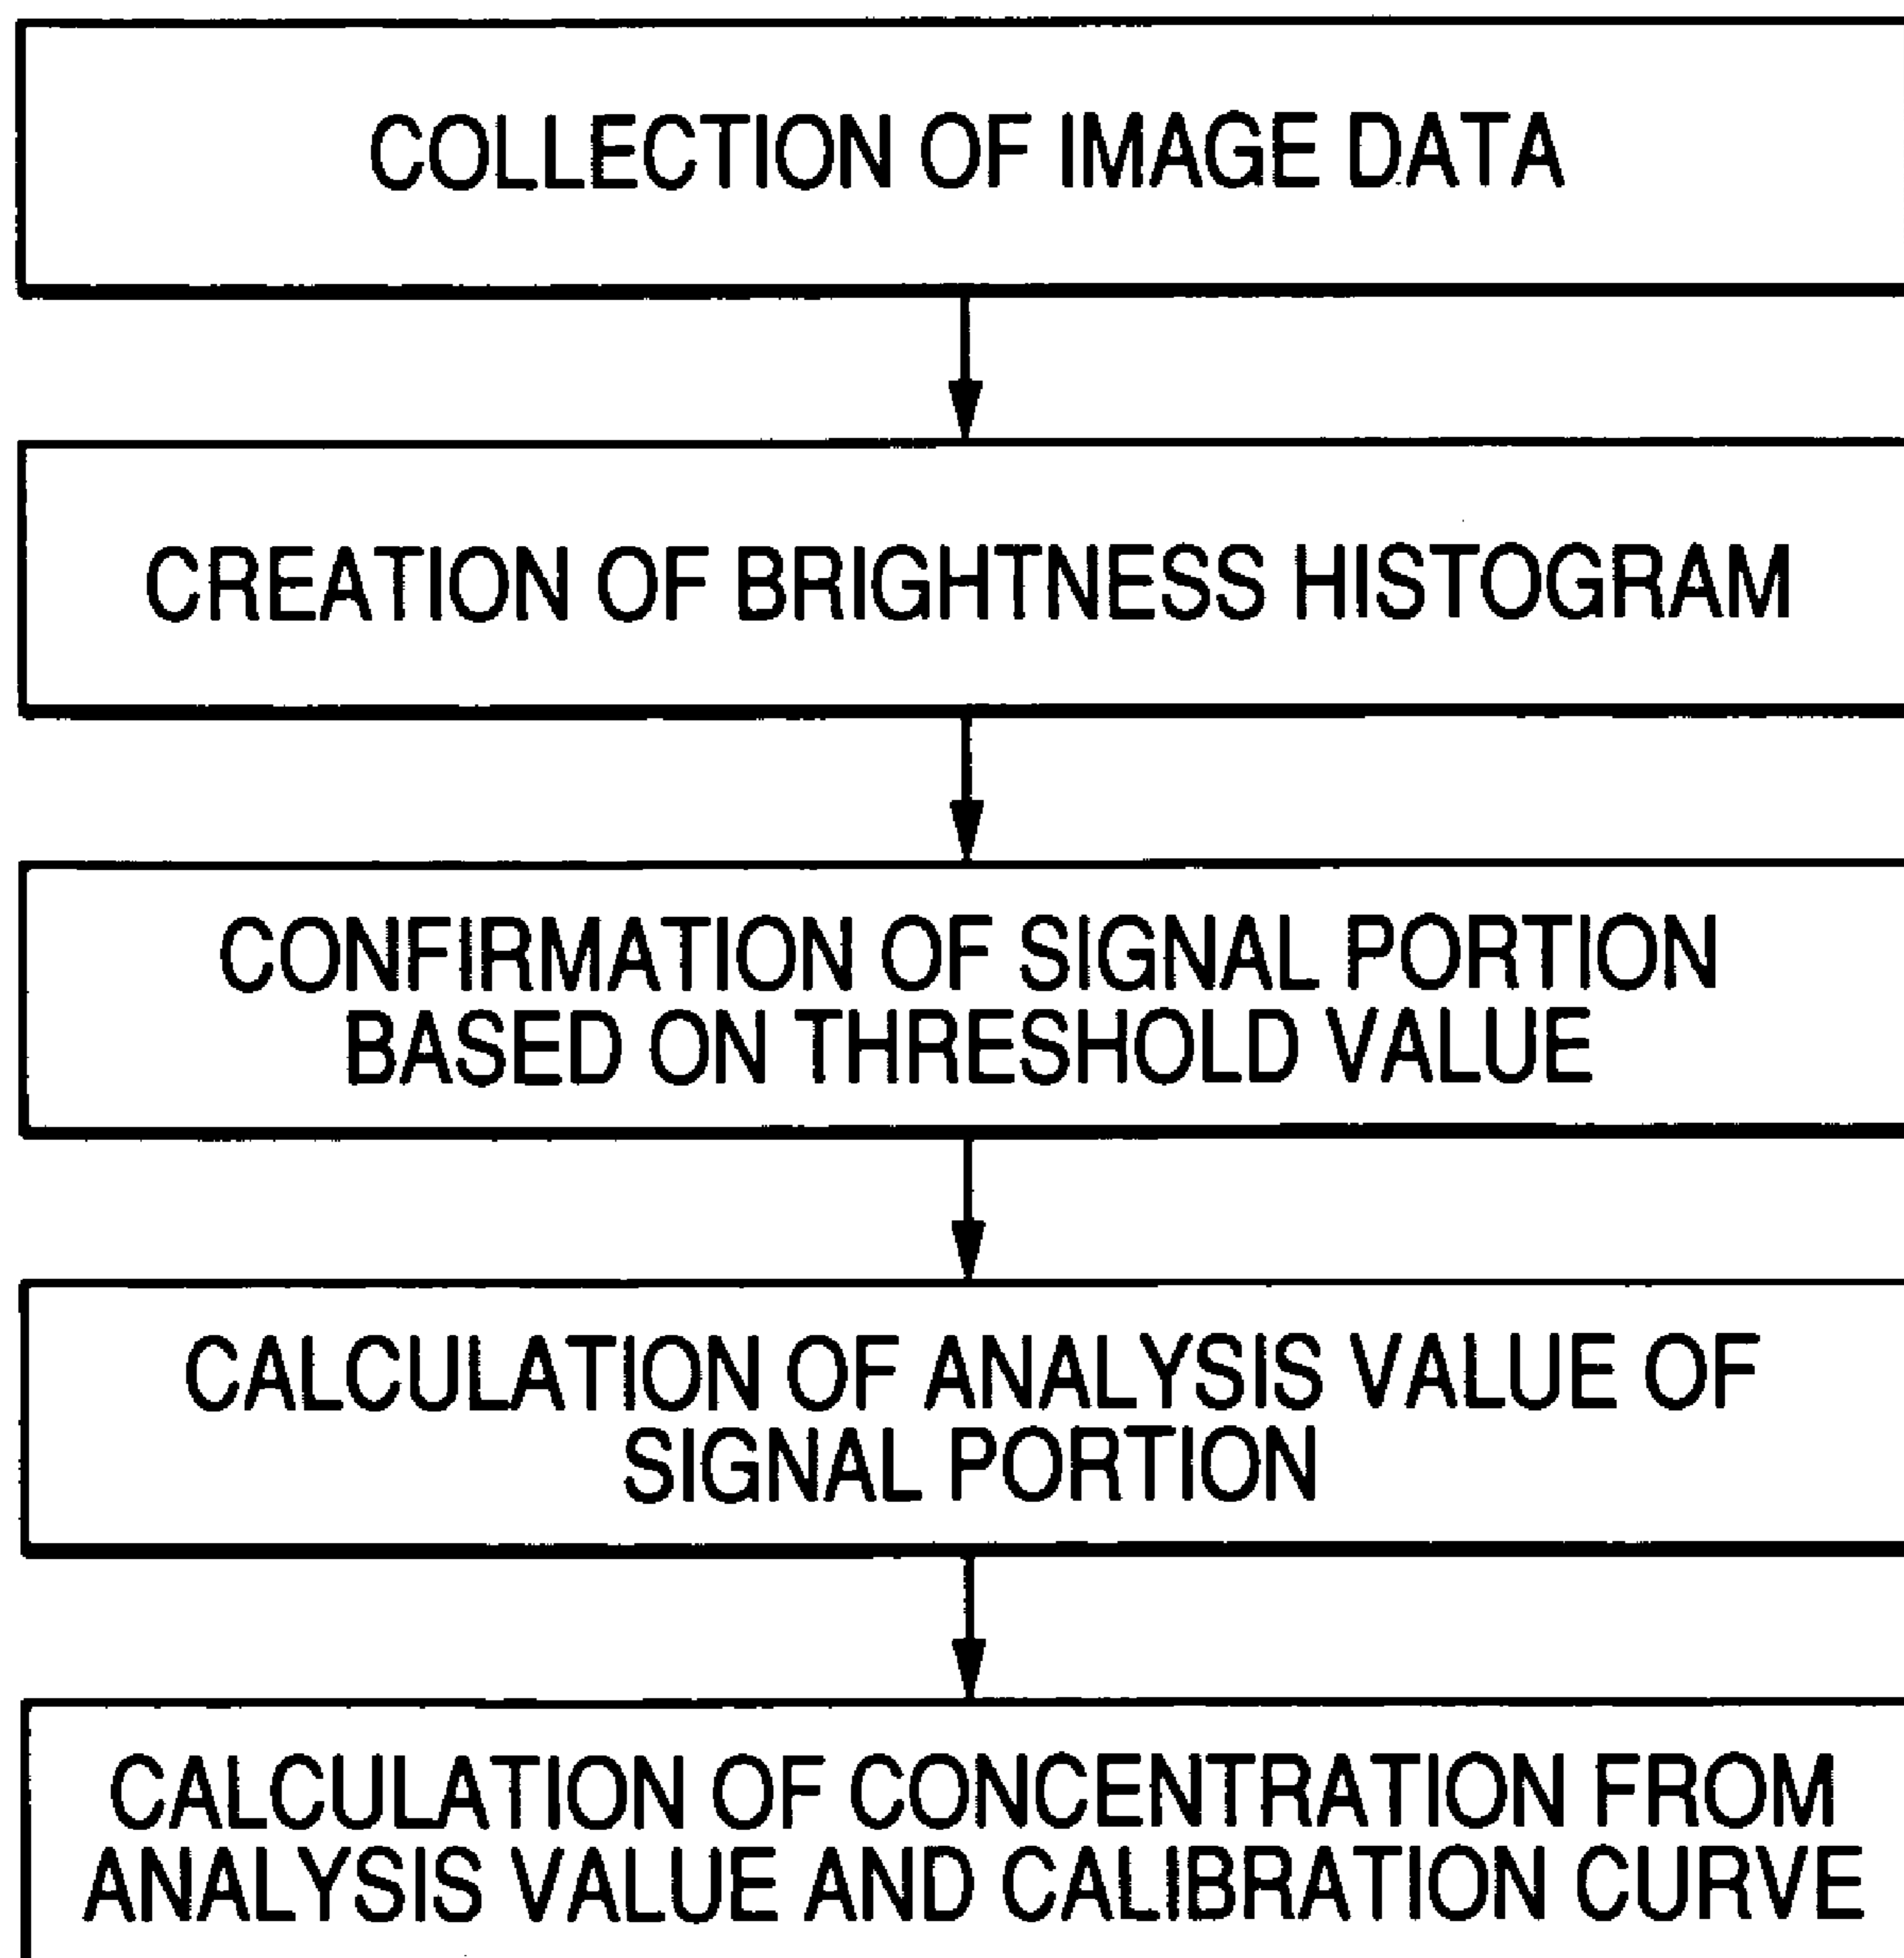 COLLECTION OF IMAGE DATA
CREATION OF BRIGHTNESS HISTOGRAM
CONFIRMATION OF SIGNAL PORTION
BASED ON THRESHOLD VALUE
CALCULATION OF ANALYSIS VALUE OF
SIGNAL PORTION
CALCULATION OF CONCENTRATION FROM
ANALYSIS VALUE AND CALIBRATION CURVE